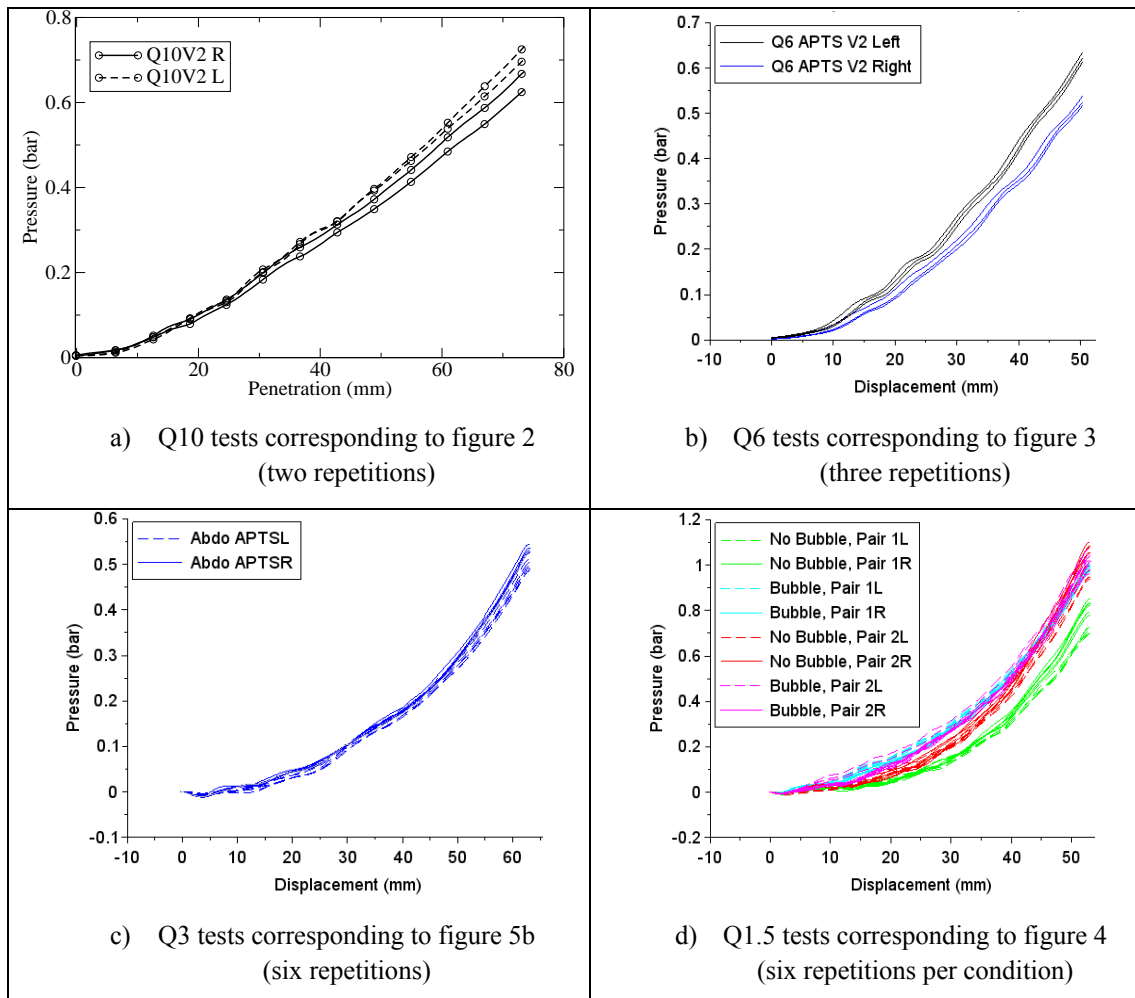 0.8
0.6
0.4
0.2
0
Pressure (bar)
Q10V2 R
Q10V2 L
0
20
40
60
80
Penetration (mm)
a) Q10 tests corresponding to figure 2
(two repetitions)
0.7
0.6
0.5
0.4
0.3
0.2
0.1
0
Pressure (bar)
Q6 APTS V2 Left
Q6 APTS V2 Right
-10
0
10
20
30
40
50
Displacement (mm)
b) Q6 tests corresponding to figure 3
(three repetitions)
0.6
0.5
0.4
0.3
0.2
0.1
0
-0.1
Pressure (bar)
Abdo APTSL
Abdo APTSR
-10
0
10
20
30
40
50
60
Displacement (mm)
c) Q3 tests corresponding to figure 5b
(six repetitions)
1.2
1
0.8
0.6
0.4
0.2
0
-0.2
Pressure (bar)
No Bubble, Pair 1L
No Bubble, Pair 1R
Bubble, Pair 1L
Bubble, Pair 1R
No Bubble, Pair 2L
No Bubble, Pair 2R
Bubble, Pair 2L
Bubble, Pair 2R
-10
0
10
20
30
40
50
Displacement (mm)
d) Q1.5 tests corresponding to figure 4
(six repetitions per condition)